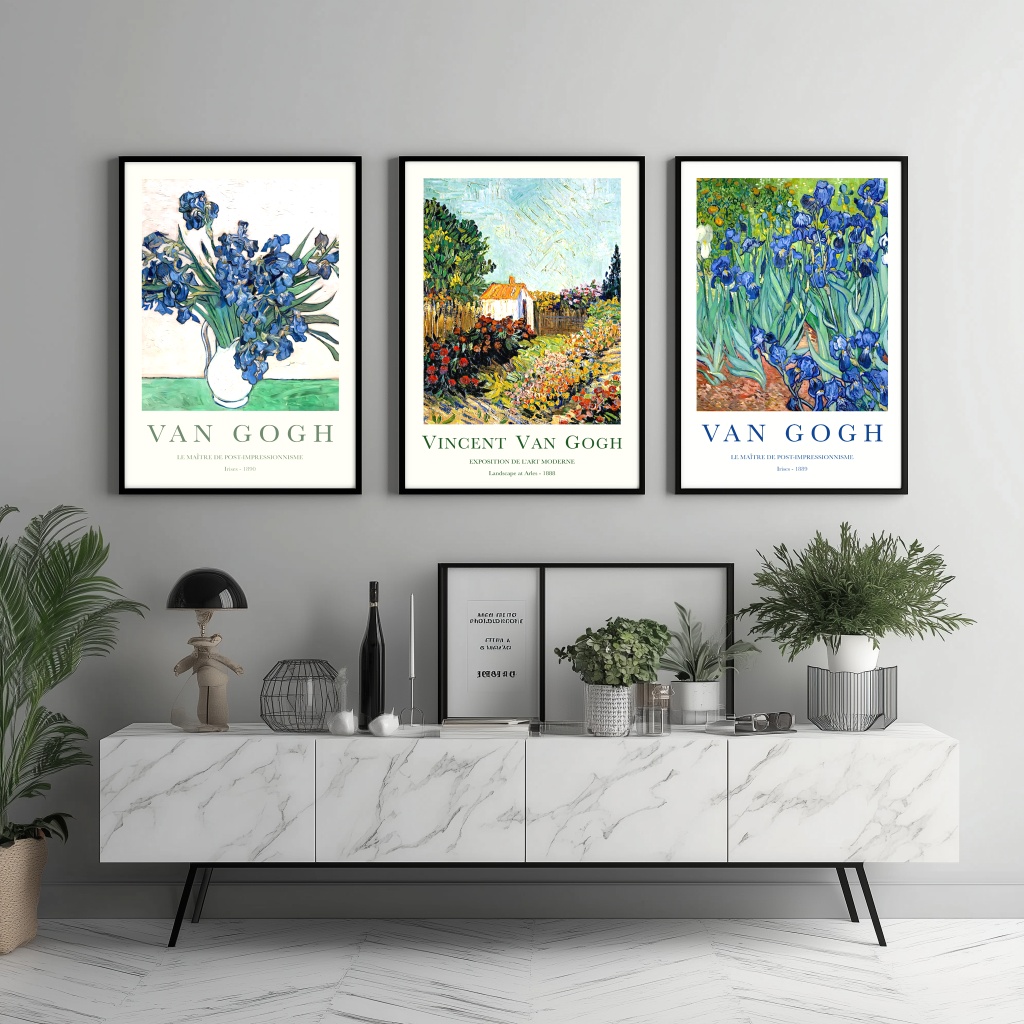 VAN GOGH
LE MAÎTRE DE POST-IMPRESSIONNISME
Irises - 1890
VINCENT VAN GOGH
EXPOSITION DE L'ART MODERNE
Landscape at Arles - 1888
VAN GOGH
LE MAÎTRE DE POST-IMPRESSIONNISME
Irises - 1889